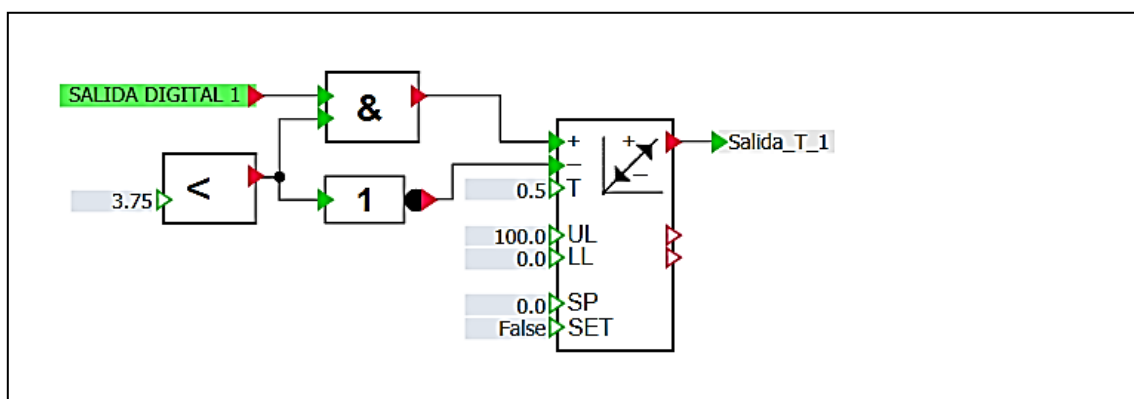 SALIDA DIGITAL 1
&
3.75
<
1
+
−
0.5 T
100.0 UL
0.0 LL
0.0 SP
False SET
+
−
Salida_T_1